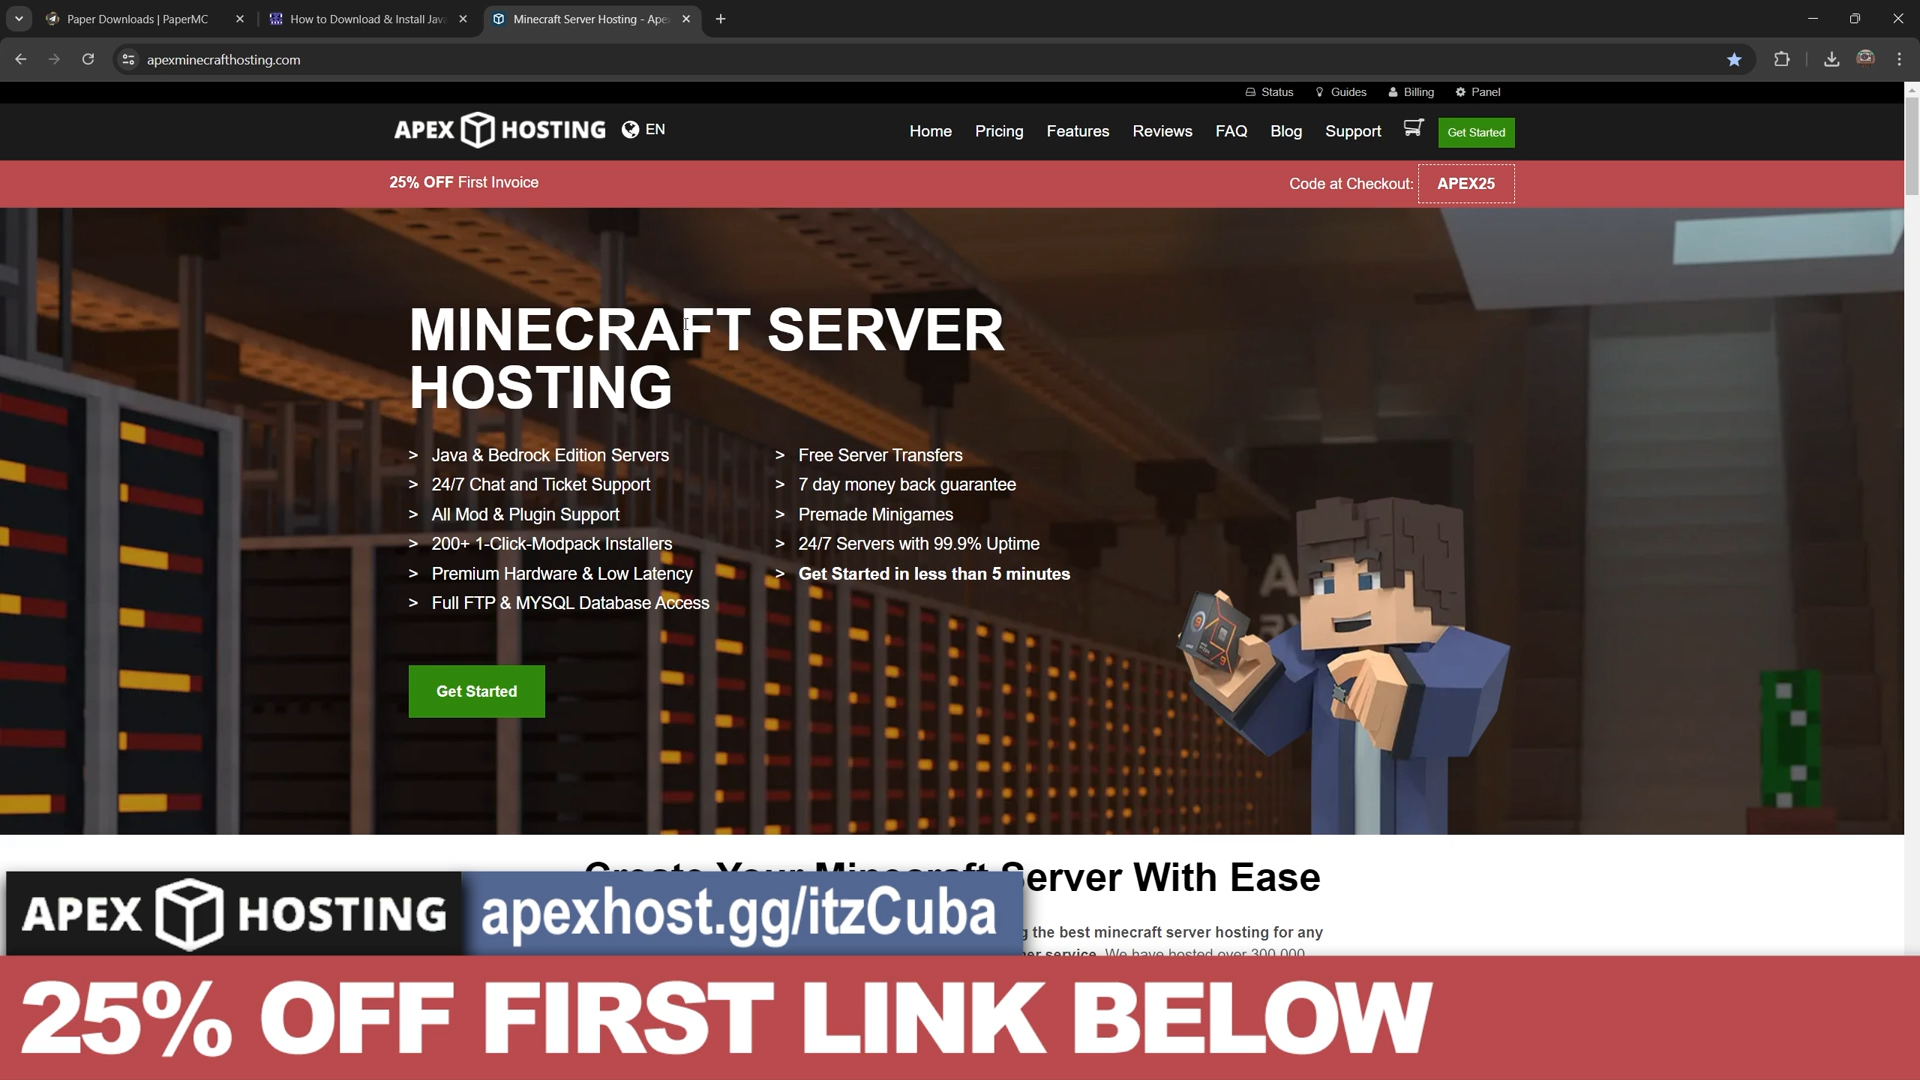 Paper Downloads | PaperMC
How to Download & Install Jav
Minecraft Server Hosting - Ape
apexminecrafthosting.com
Status
Guides
Billing
Panel
APEX HOSTING
EN
Home
Pricing
Features
Reviews
FAQ
Blog
Support
Get Started
25% OFF First Invoice
Code at Checkout:
APEX25
MINECRAFT SERVER
HOSTING
> Java & Bedrock Edition Servers
> 24/7 Chat and Ticket Support
> All Mod & Plugin Support
> 200+ 1-Click-Modpack Installers
> Premium Hardware & Low Latency
> Full FTP & MYSQL Database Access
> Free Server Transfers
> 7 day money back guarantee
> Premade Minigames
> 24/7 Servers with 99.9% Uptime
> Get Started in less than 5 minutes
Get Started
Create Your Minecraft Server With Ease
the best minecraft server hosting for any
service. We have hosted over 300,000
APEX HOSTING
apexhost.gg/itzCuba
25% OFF FIRST LINK BELOW